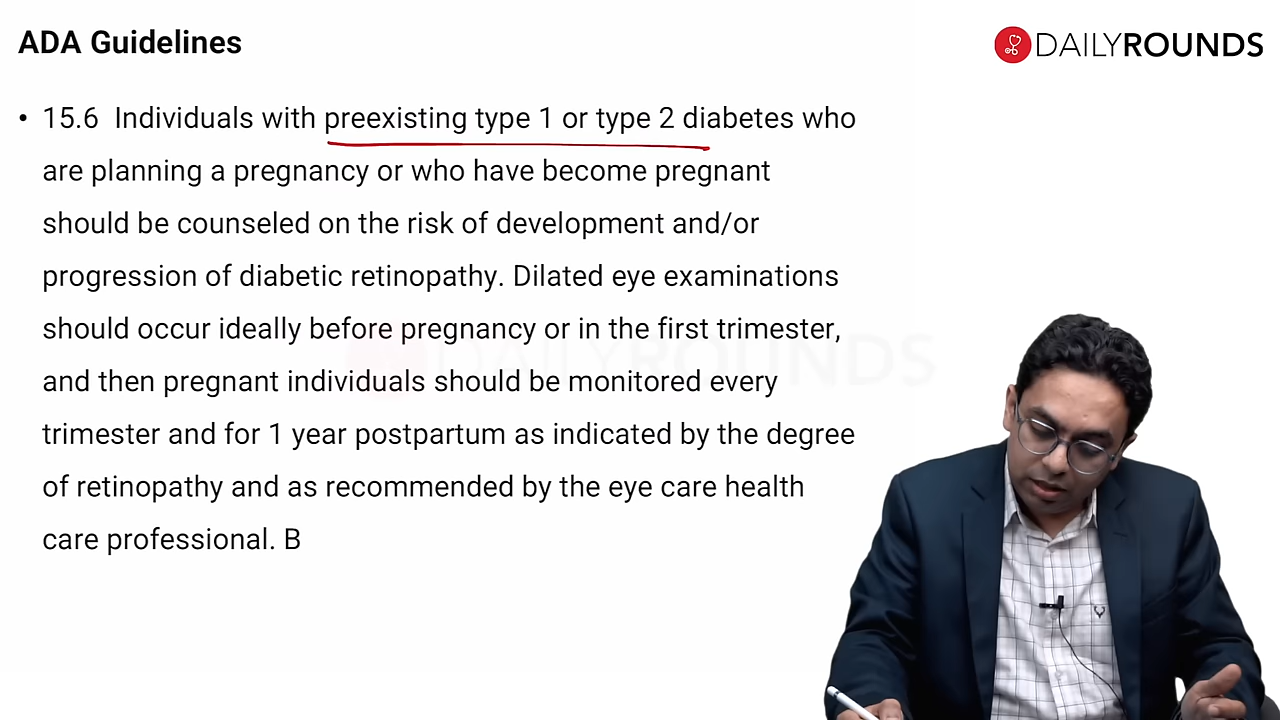 ADA Guidelines
DAILYROUNDS
• 15.6 Individuals with preexisting type 1 or type 2 diabetes who
are planning a pregnancy or who have become pregnant
should be counseled on the risk of development and/or
progression of diabetic retinopathy. Dilated eye examinations
should occur ideally before pregnancy or in the first trimester,
and then pregnant individuals should be monitored every
trimester and for 1 year postpartum as indicated by the degree
of retinopathy and as recommended by the eye care health
care professional. B
DAILYROUNDS